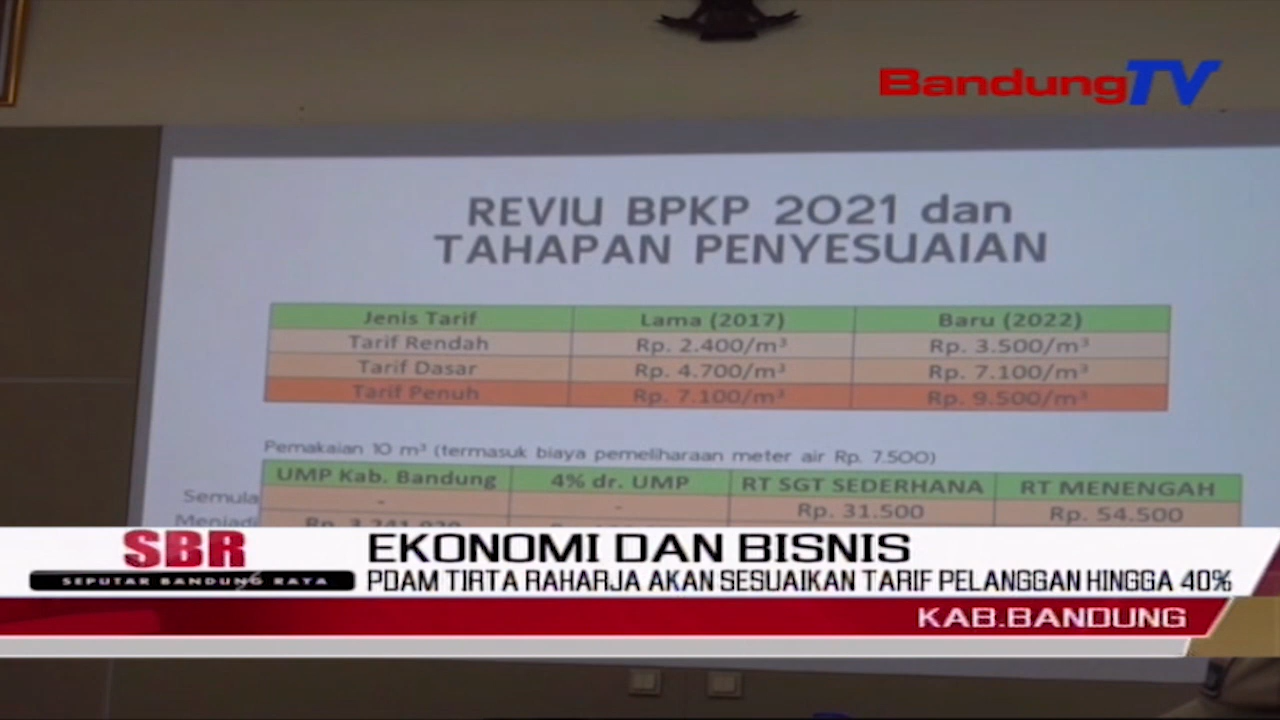 BandungTV
REVIU BPKP 2021 dan
TAHAPAN PENYESUAIAN
Jenis Tarif Lama (2017) Baru (2022)
Tarif Rendah Rp. 2.400/m³ Rp. 3.500/m³
Tarif Dasar Rp. 4.700/m³ Rp. 7.100/m³
Tarif Penuh Rp. 7.100/m³ Rp. 9.500/m³
Pemakaian 10 m³ (termasuk biaya pemeliharaan meter air Rp. 7.500)
UMP Kab. Bandung 4% dr. UMP RT SGT SEDERHANA RT MENENGAH
Semula - - Rp. 31.500 Rp. 54.500
Menjadi
SBR
SEPUTAR BANDUNG RAYA
EKONOMI DAN BISNIS
PDAM TIRTA RAHARJA AKAN SESUAIKAN TARIF PELANGGAN HINGGA 40%
KAB.BANDUNG